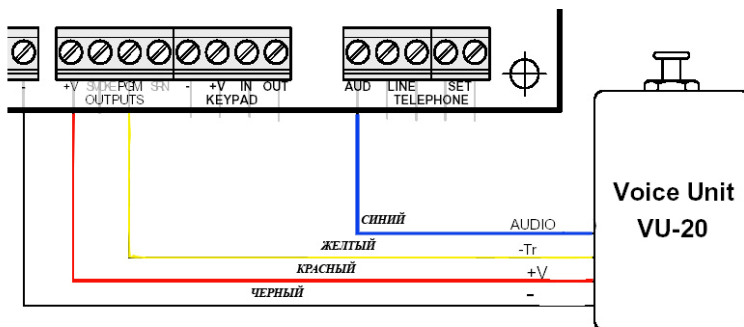 - +V SMOKE PGM SRN - +V IN OUT AUD LINE SET
OUTPUTS KEYPAD TELEPHONE
Voice Unit
VU-20
СИНИЙ AUDIO
ЖЕЛТЫЙ -Tr
КРАСНЫЙ +V
ЧЕРНЫЙ -